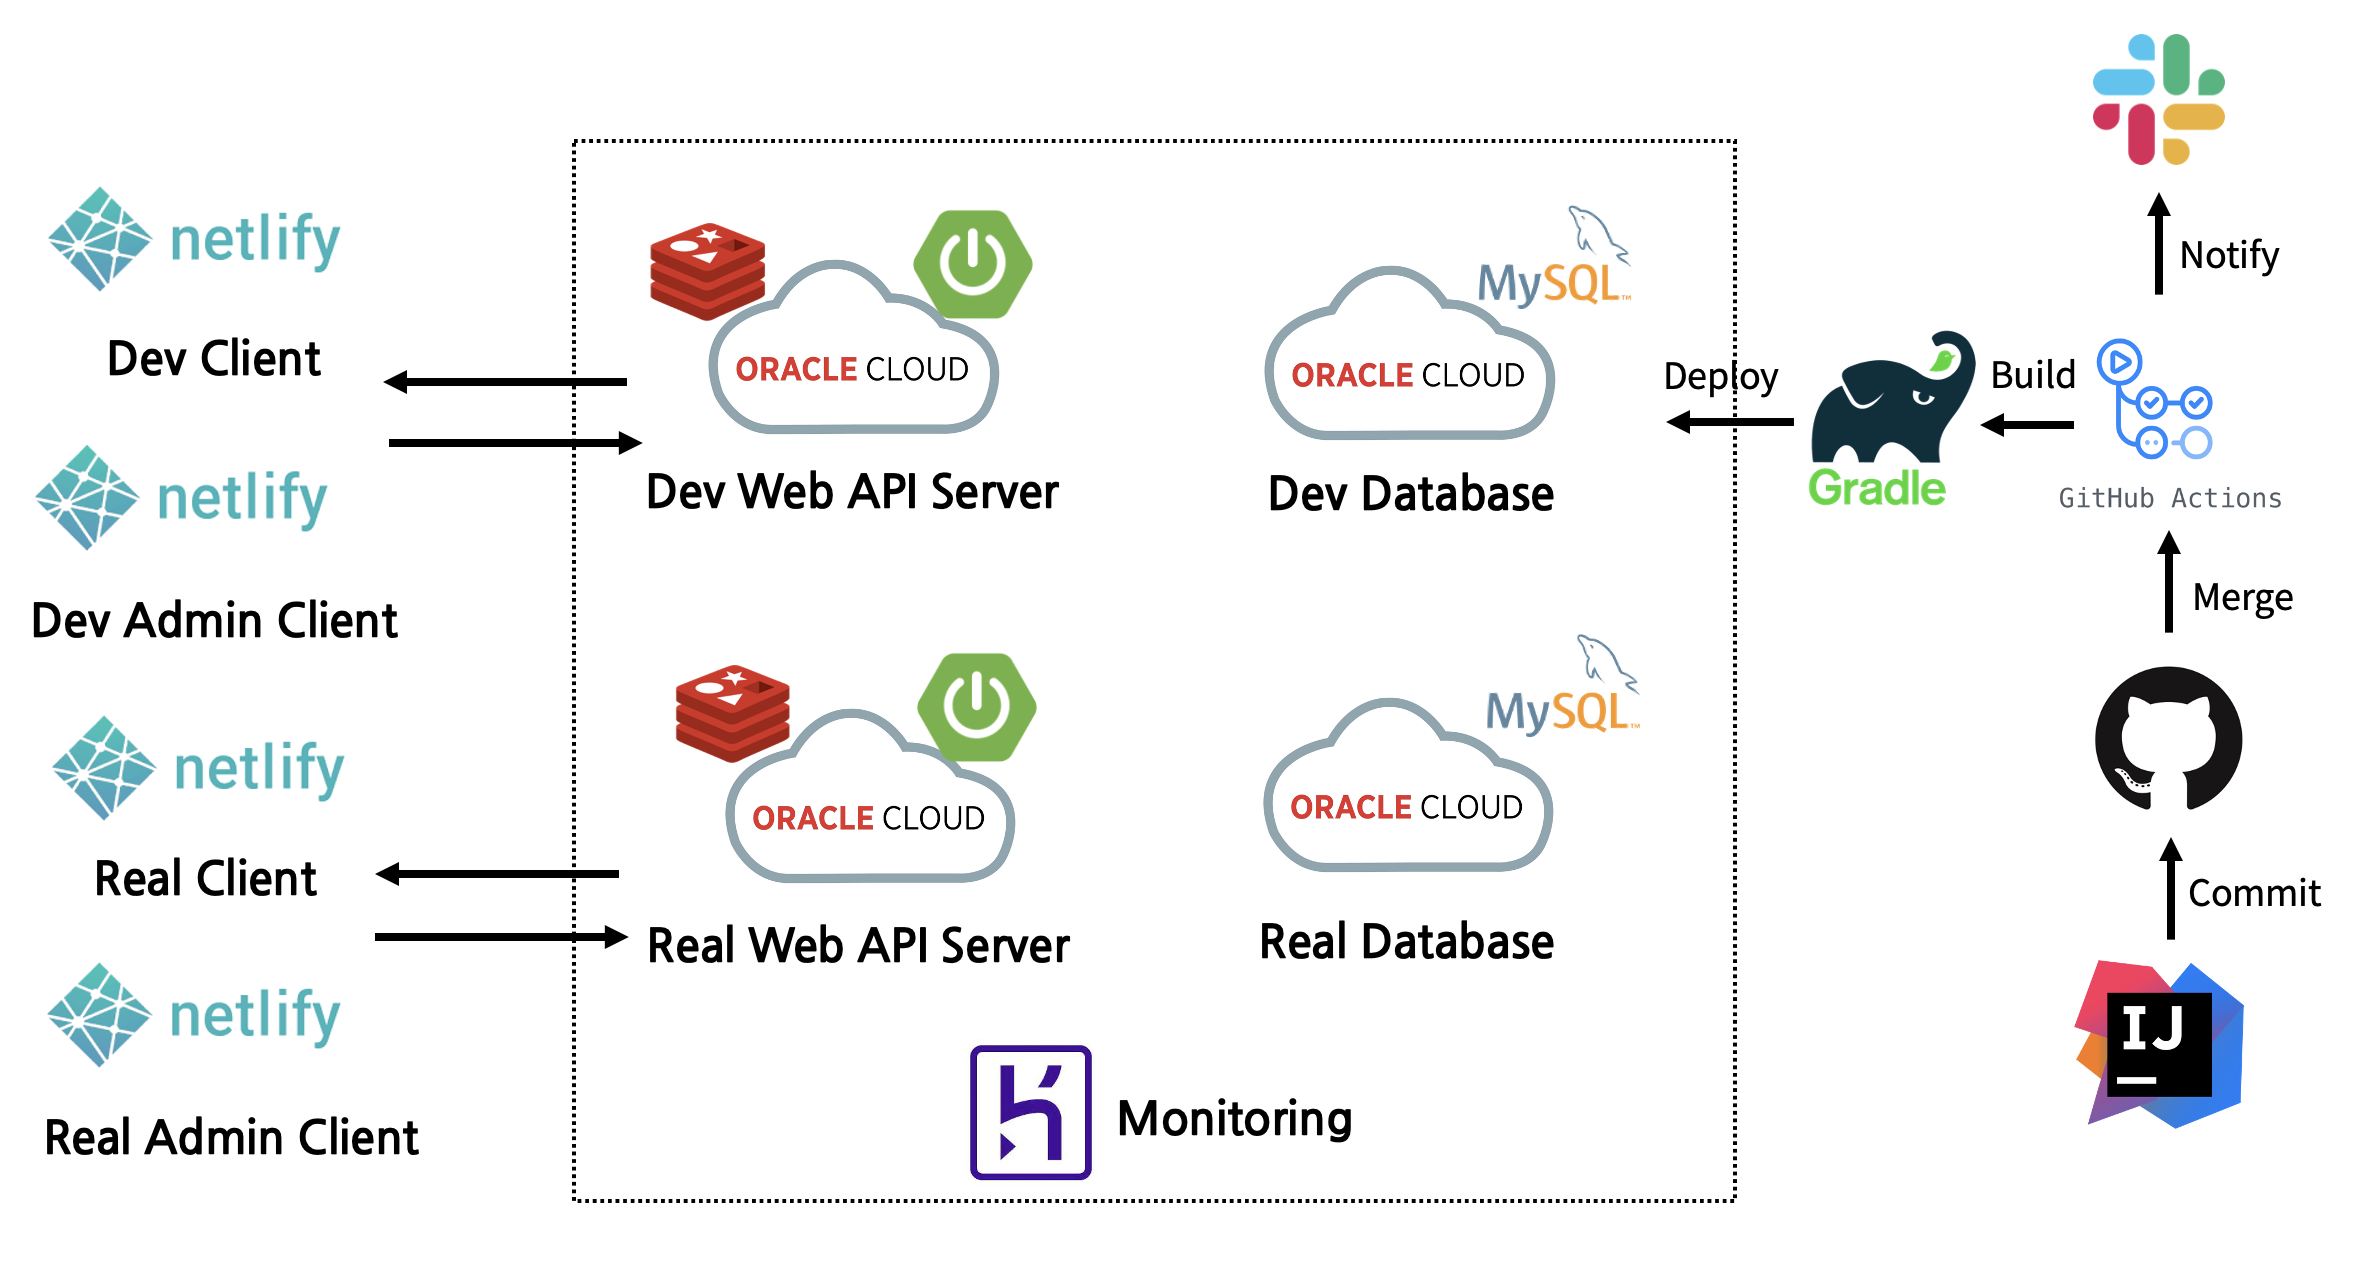 netlify
Dev Client
netlify
Dev Admin Client
netlify
Real Client
netlify
Real Admin Client
ORACLE CLOUD
Dev Web API Server
MySQL™
ORACLE CLOUD
Dev Database
ORACLE CLOUD
Real Web API Server
MySQL™
ORACLE CLOUD
Real Database
Monitoring
Deploy
Gradle
Build
Notify
GitHub Actions
Merge
Commit
IJ